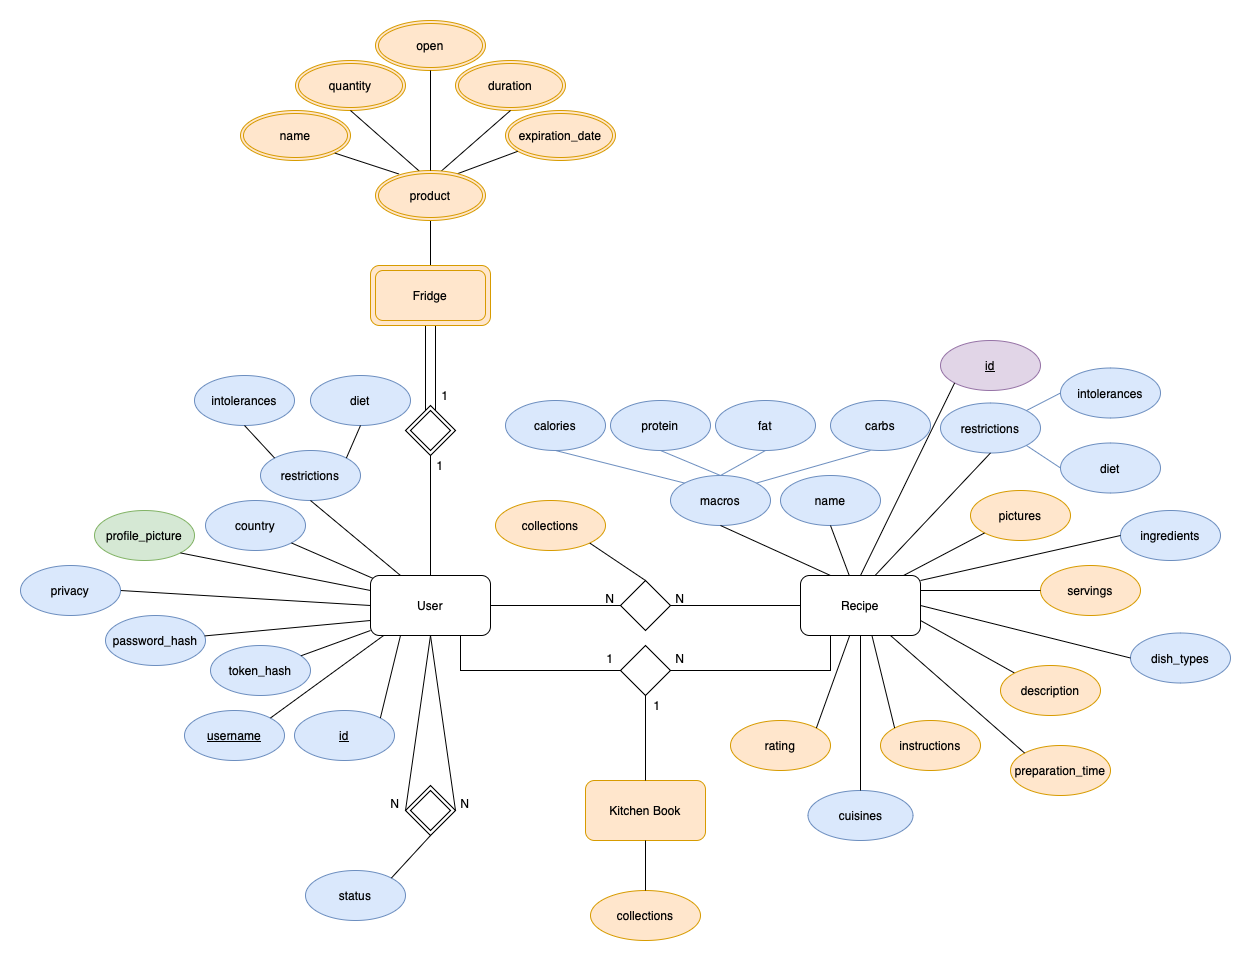 open
quantity
duration
name
expiration_date
product
Fridge
id
1
intolerances
intolerances
diet
calories
protein
fat
carbs
restrictions
1
diet
restrictions
macros
name
pictures
country
collections
profile_picture
ingredients
privacy
servings
User
N
N
Recipe
password_hash
token_hash
1
N
dish_types
description
1
username
id
rating
instructions
preparation_time
N
N
Kitchen Book
cuisines
status
collections